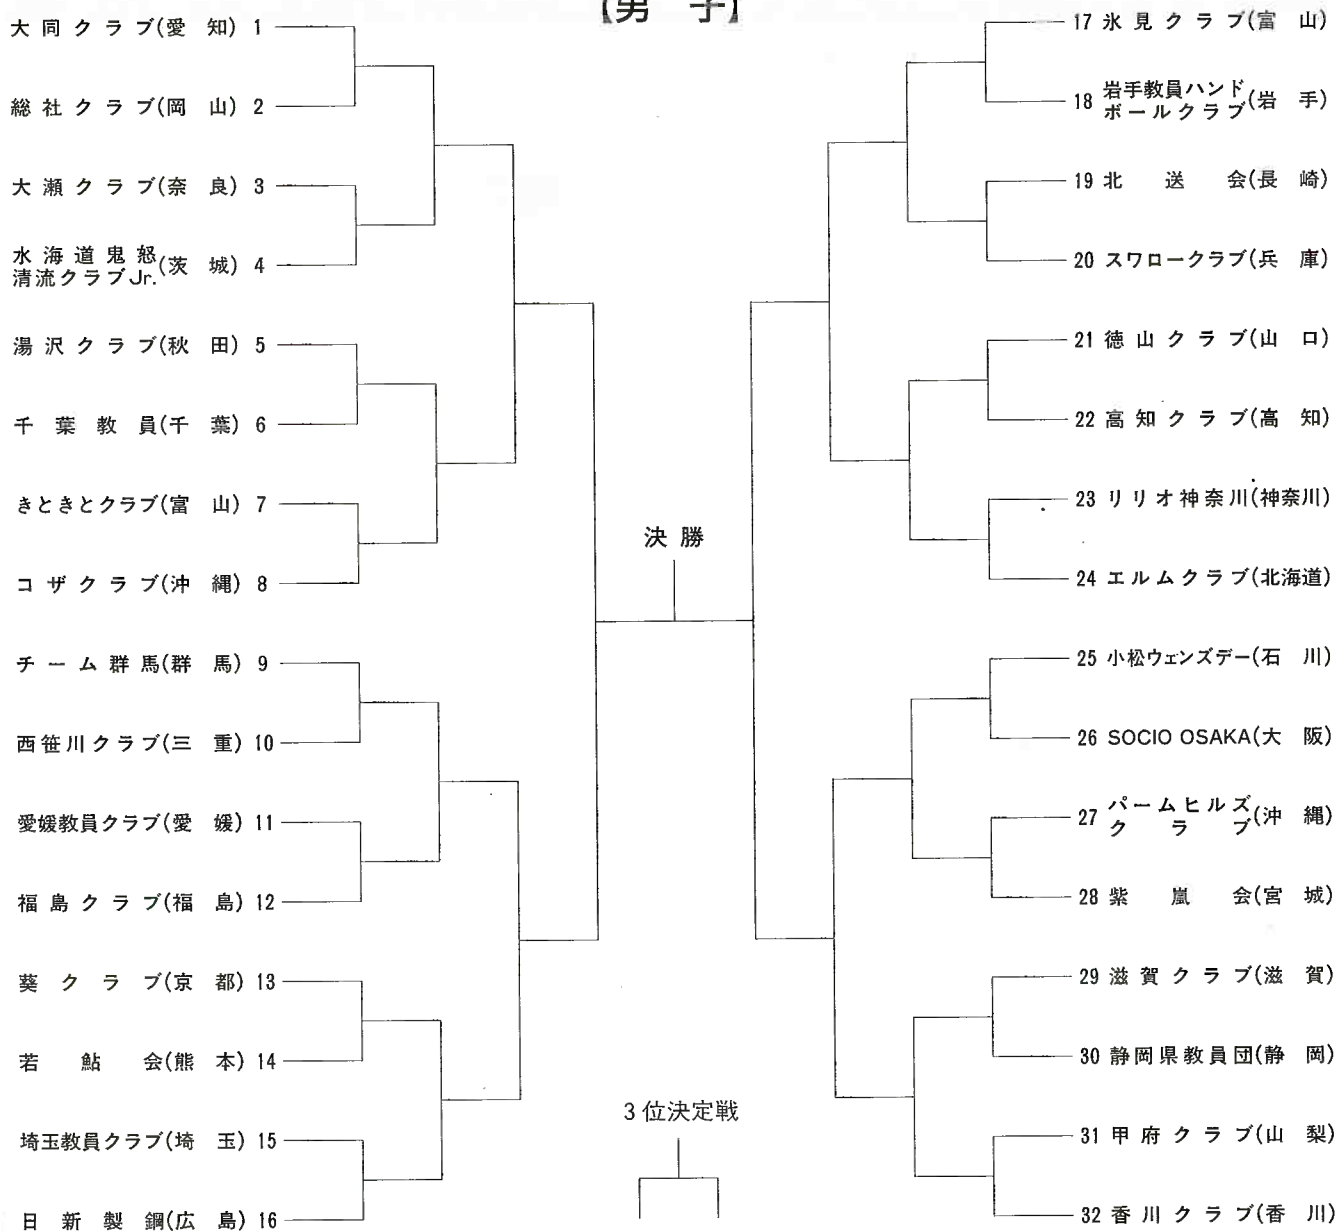 【男　子】
大同クラブ(愛　知) 1
総社クラブ(岡　山) 2
大瀬クラブ(奈　良) 3
水海道鬼怒
清流クラブJr.(茨　城) 4
湯沢クラブ(秋　田) 5
千葉教員(千　葉) 6
きときとクラブ(富　山) 7
コザクラブ(沖　縄) 8
チーム群馬(群　馬) 9
西笹川クラブ(三　重) 10
愛媛教員クラブ(愛　媛) 11
福島クラブ(福　島) 12
葵クラブ(京　都) 13
若鮎会(熊　本) 14
埼玉教員クラブ(埼　玉) 15
日新製鋼(広　島) 16
決勝
3位決定戦
17 氷見クラブ(富　山)
18 岩手教員ハンド
ボールクラブ(岩　手)
19 北送会(長　崎)
20 スワロークラブ(兵　庫)
21 徳山クラブ(山　口)
22 高知クラブ(高　知)
23 リリオ神奈川(神奈川)
24 エルムクラブ(北海道)
25 小松ウェンズデー(石　川)
26 SOCIO OSAKA(大　阪)
27 パームヒルズ
クラブ(沖　縄)
28 紫嵐会(宮　城)
29 滋賀クラブ(滋　賀)
30 静岡県教員団(静　岡)
31 甲府クラブ(山　梨)
32 香川クラブ(香　川)